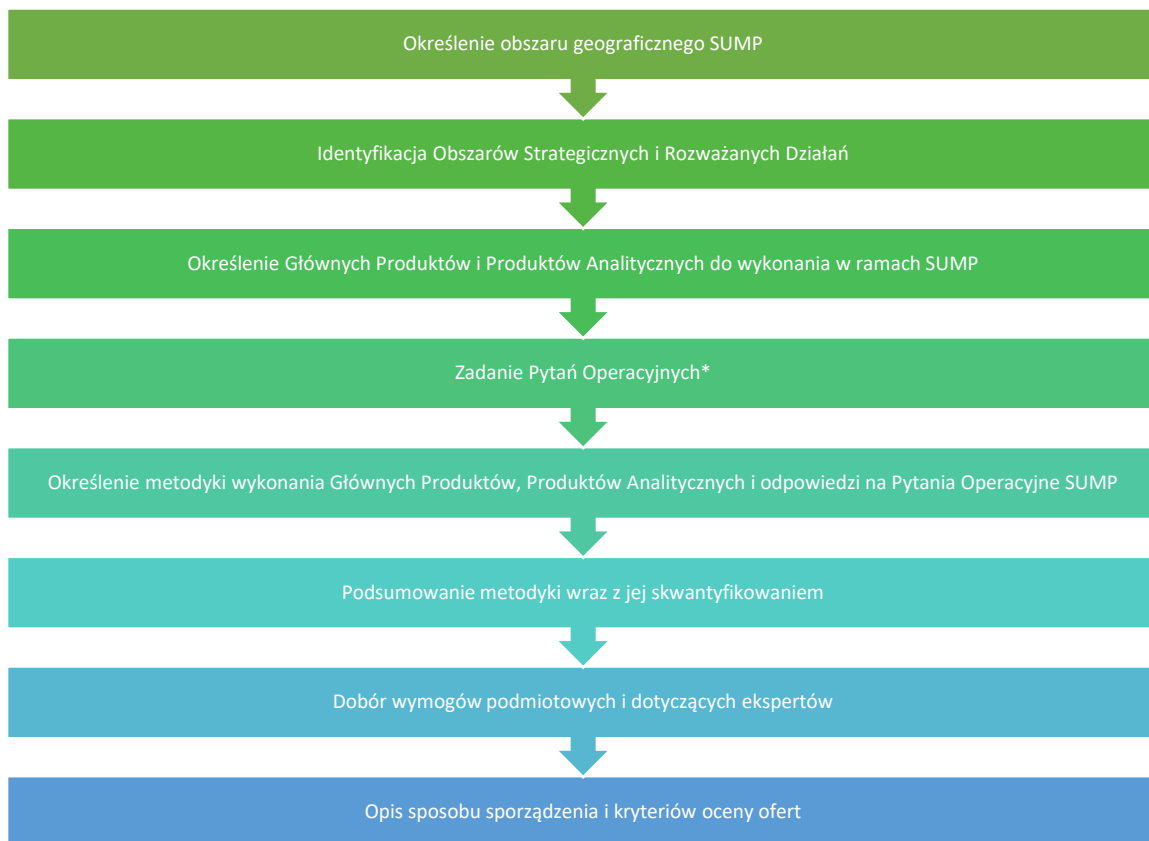 Określenie obszaru geograficznego SUMP
Identyfikacja Obszarów Strategicznych i Rozważanych Działań
Określenie Głównych Produktów i Produktów Analitycznych do wykonania w ramach SUMP
Zadanie Pytań Operacyjnych*
Określenie metodyki wykonania Głównych Produktów, Produktów Analitycznych i odpowiedzi na Pytania Operacyjne SUMP
Podsumowanie metodyki wraz z jej skwantyfikowaniem
Dobór wymogów podmiotowych i dotyczących ekspertów
Opis sposobu sporządzenia i kryteriów oceny ofert